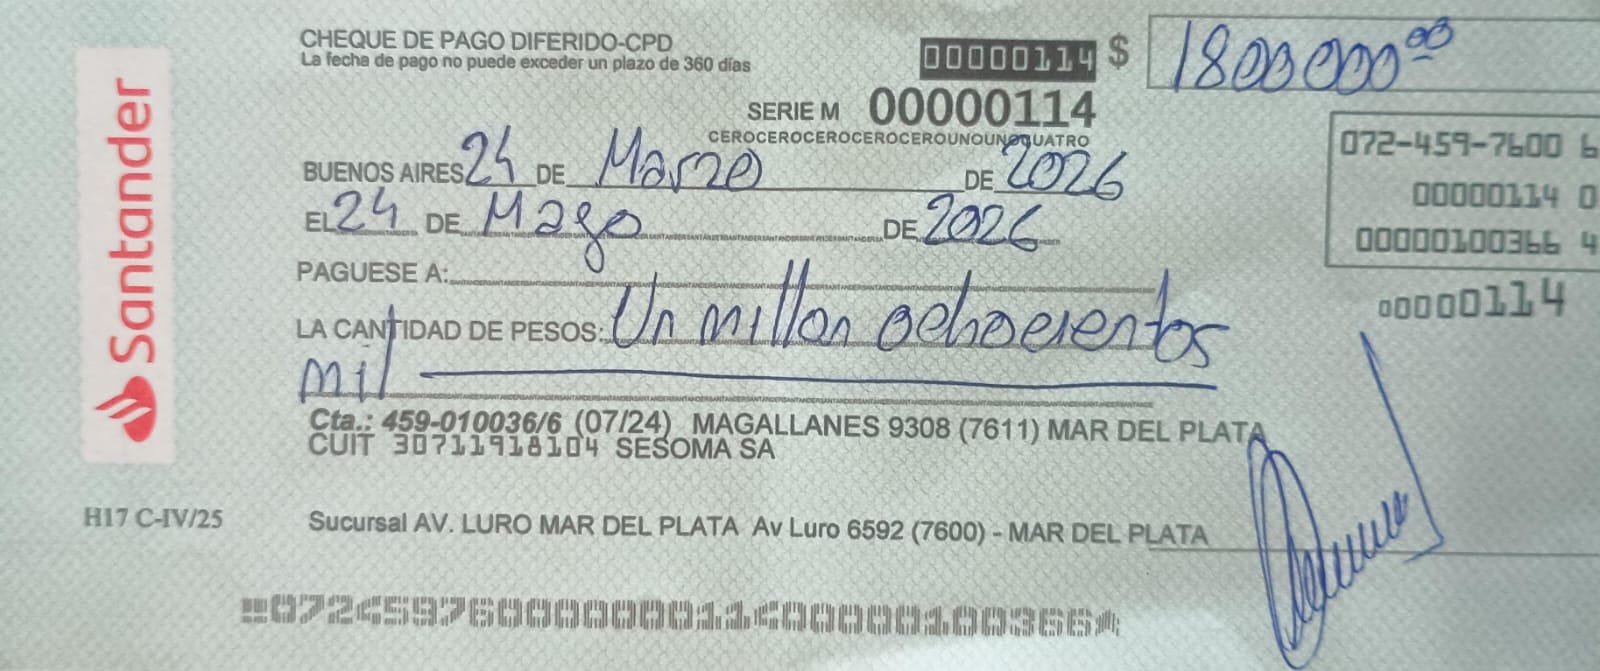 Santander
CHEQUE DE PAGO DIFERIDO-CPD
La fecha de pago no puede exceder un plazo de 360 días
00000114 $ 1800000⁰⁰
SERIE M 00000114
CEROCEROCEROCEROCEROUNOUNOQUATRO
072-459-7600 6
00000114 0
00000100366 4
00000114
BUENOS AIRES 24 DE Marzo DE 2026
EL 24 DE Mayo DE 2026
PAGUESE A:
LA CANTIDAD DE PESOS: Un millon ochocientos
mil
Cta.: 459-010036/6 (07/24) MAGALLANES 9308 (7611) MAR DEL PLATA
CUIT 30711918104 SESOMA SA
H17 C-IV/25
Sucursal AV. LURO MAR DEL PLATA Av Luro 6592 (7600) - MAR DEL PLATA